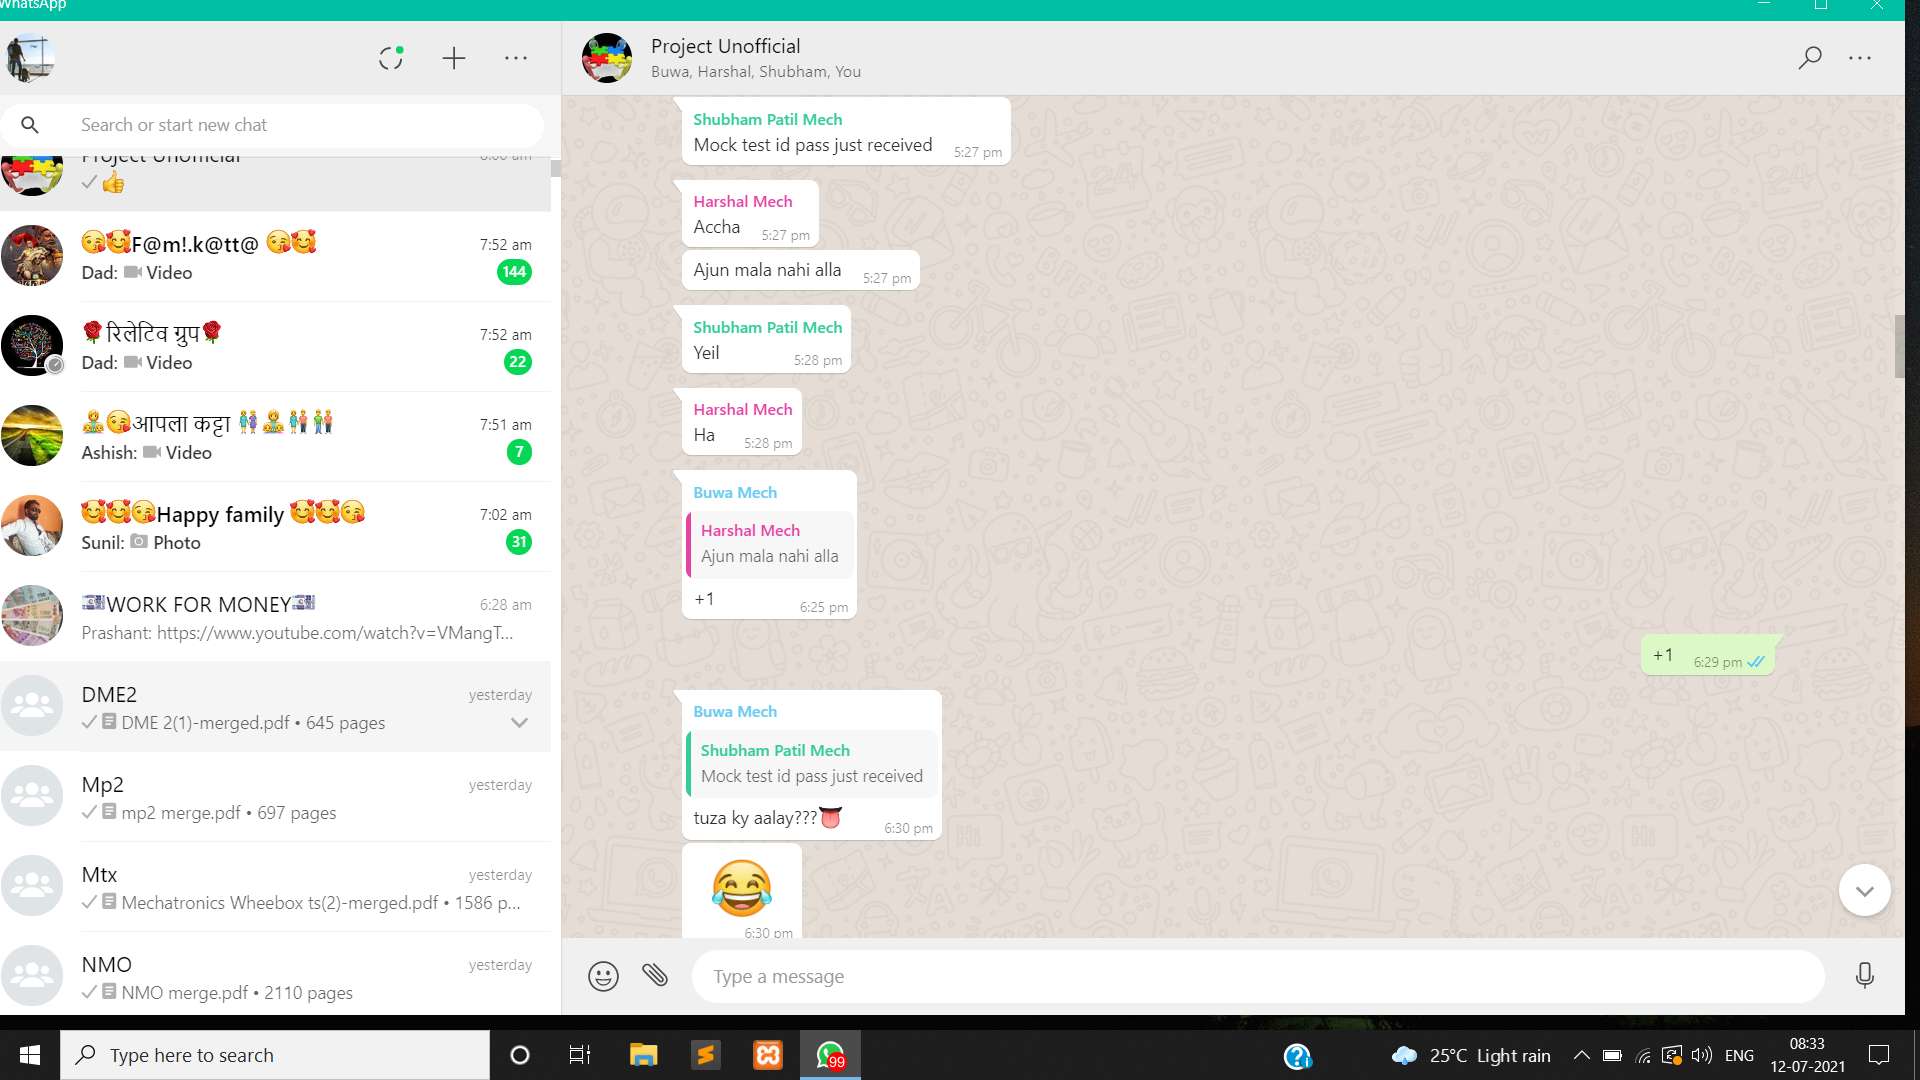 WhatsApp
Search or start new chat
Project Unofficial
8:00 am
😘🥰F@m!.k@tt@ 😘🥰
7:52 am
Dad: Video
144
🌹रिलेटिव ग्रुप🌹
7:52 am
Dad: Video
22
आपला कट्टा
7:51 am
Ashish: Video
7
🥰🥰😘Happy family 🥰🥰😘
7:02 am
Sunil: Photo
31
WORK FOR MONEY
6:28 am
Prashant: https://www.youtube.com/watch?v=VMangT...
DME2
yesterday
DME 2(1)-merged.pdf • 645 pages
Mp2
yesterday
mp2 merge.pdf • 697 pages
Mtx
yesterday
Mechatronics Wheebox ts(2)-merged.pdf • 1586 p...
NMO
yesterday
NMO merge.pdf • 2110 pages
Project Unofficial
Buwa, Harshal, Shubham, You
Shubham Patil Mech
Mock test id pass just received
5:27 pm
Harshal Mech
Accha
5:27 pm
Ajun mala nahi alla
5:27 pm
Shubham Patil Mech
Yeil
5:28 pm
Harshal Mech
Ha
5:28 pm
Buwa Mech
Harshal Mech
Ajun mala nahi alla
+1
6:25 pm
+1
6:29 pm
Buwa Mech
Shubham Patil Mech
Mock test id pass just received
tuza ky aalay???👅
6:30 pm
😂
6:30 pm
Type a message
Type here to search
99
25°C Light rain
ENG
08:33
12-07-2021